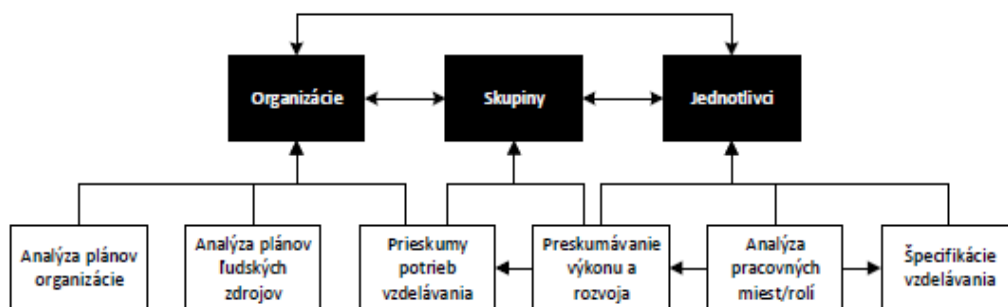 Organizácie
Skupiny
Jednotlivci
Analýza plánov
organizácie
Analýza plánov
ľudských
zdrojov
Prieskumy
potrieb
vzdelávania
Preskumávanie
výkonu a
rozvoja
Analýza
pracovných
miest/rolí
Špecifikácie
vzdelávania